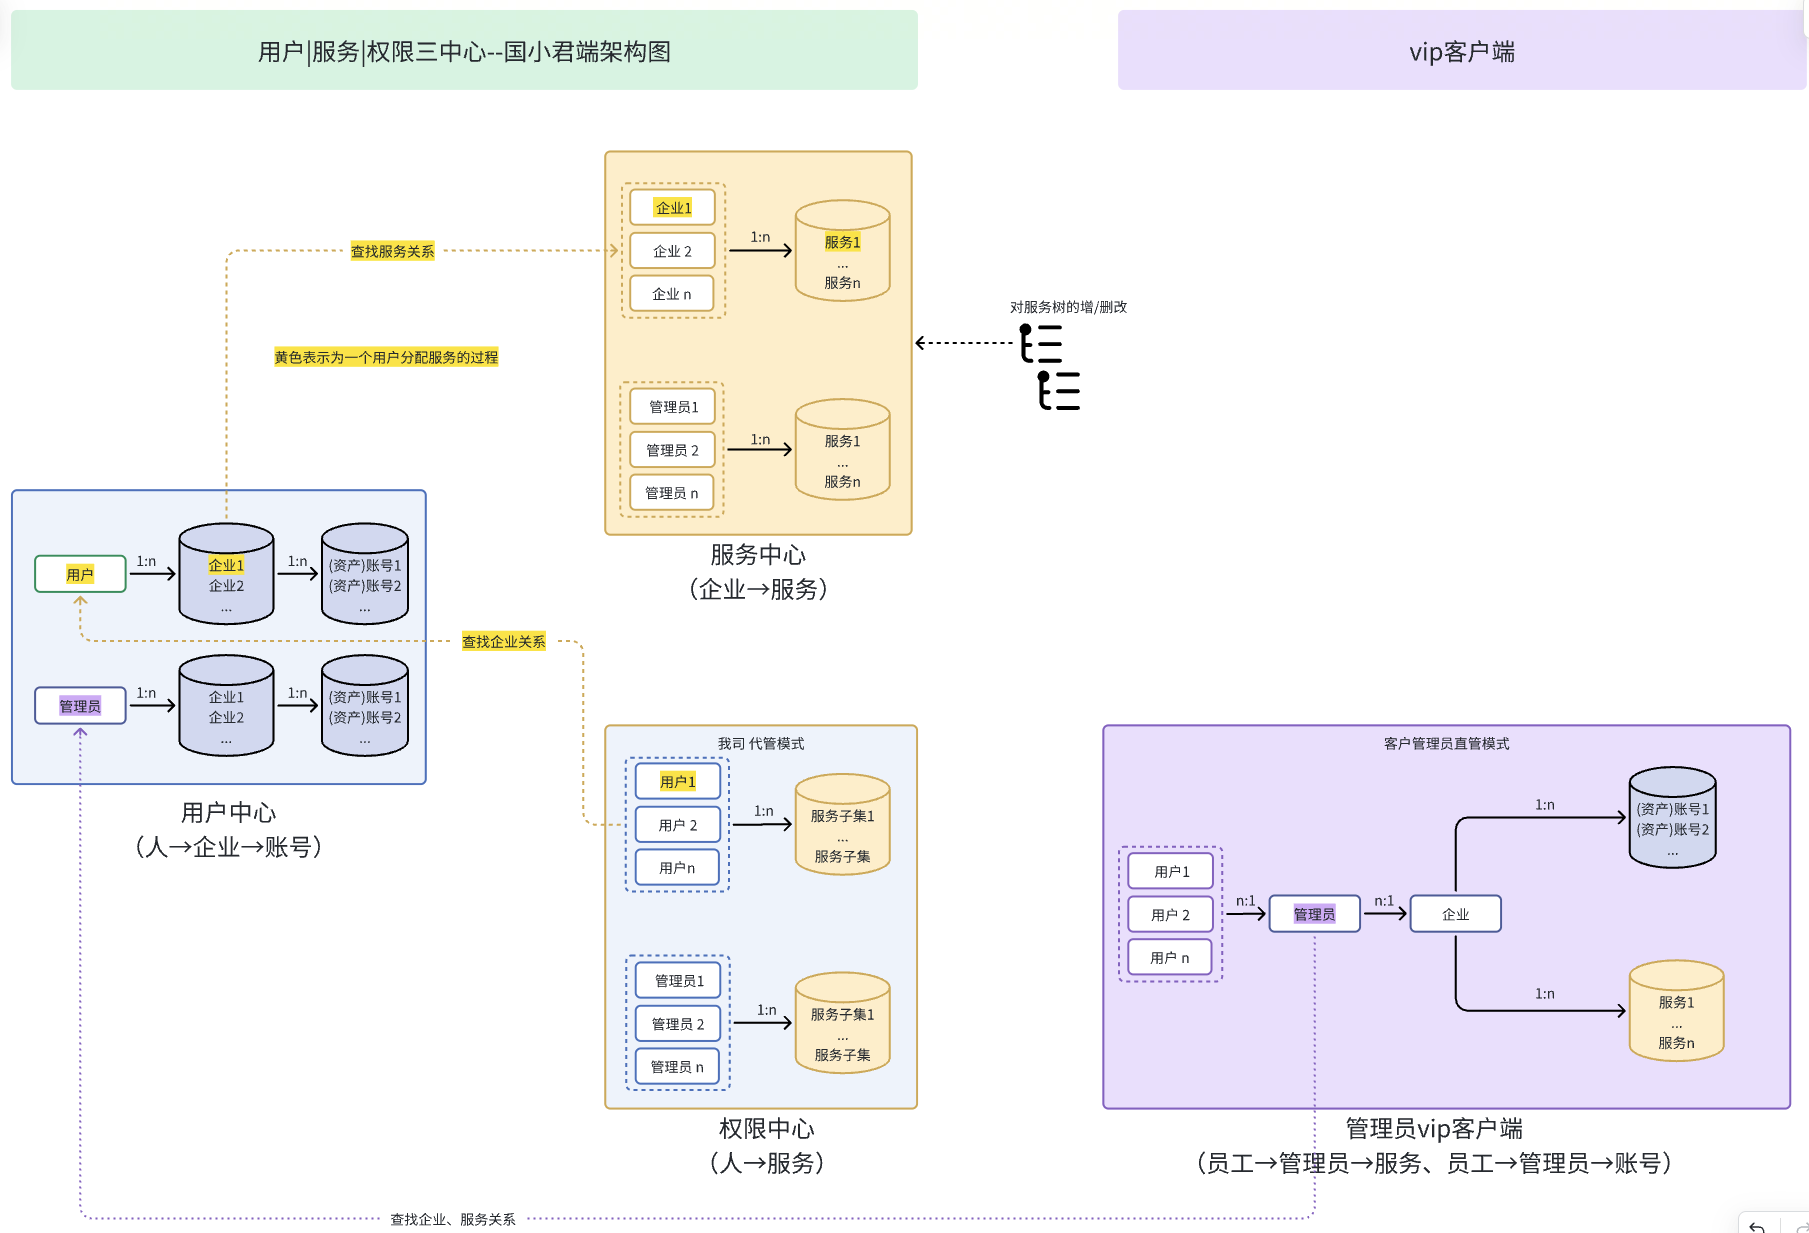 用户|服务|权限三中心--国小君端架构图
vip客户端
企业1
企业 2
企业 n
1:n
服务1
...
服务n
查找服务关系
对服务树的增/删改
黄色表示为一个用户分配服务的过程
管理员1
管理员 2
管理员 n
1:n
服务1
...
服务n
服务中心
（企业→服务）
用户
1:n
企业1
企业2
...
1:n
(资产)账号1
(资产)账号2
...
查找企业关系
管理员
1:n
企业1
企业2
...
1:n
(资产)账号1
(资产)账号2
...
用户中心
（人→企业→账号）
我司 代管模式
用户1
用户 2
用户n
1:n
服务子集1
...
服务子集
管理员1
管理员 2
管理员 n
1:n
服务子集1
...
服务子集
权限中心
（人→服务）
客户管理员直管模式
用户1
用户 2
用户 n
n:1
管理员
n:1
企业
1:n
(资产)账号1
(资产)账号2
...
1:n
服务1
...
服务n
管理员vip客户端
（员工→管理员→服务、员工→管理员→账号）
查找企业、服务关系